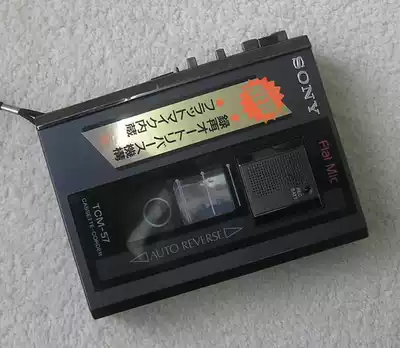 SONY
Flat Mic
録再オートリバース機構
フラットマイク内蔵
TCM-57
CASSETTE-CORDER
AUTO REVERSE